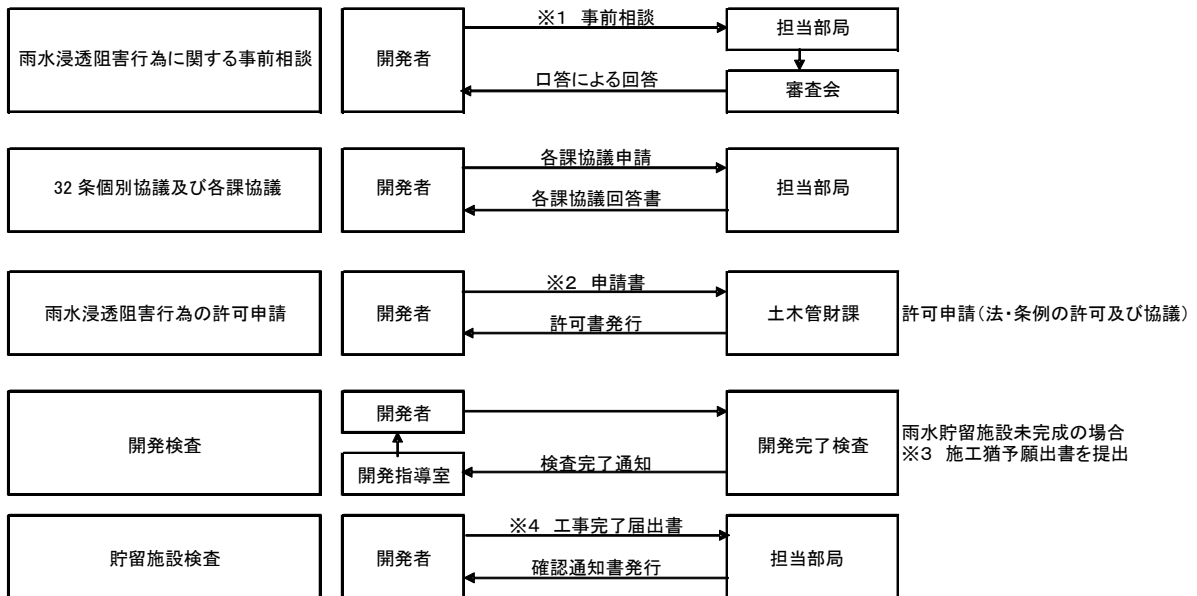 ※1 事前相談
雨水浸透阻害行為に関する事前相談
開発者
担当部局
口答による回答
審査会
各課協議申請
32 条個別協議及び各課協議
開発者
担当部局
各課協議回答書
※2 申請書
雨水浸透阻害行為の許可申請
開発者
土木管財課
許可申請(法・条例の許可及び協議)
許可書発行
開発者
開発検査
開発完了検査
雨水貯留施設未完成の場合
※3 施工猶予願出書を提出
検査完了通知
開発指導室
※4 工事完了届出書
貯留施設検査
開発者
担当部局
確認通知書発行